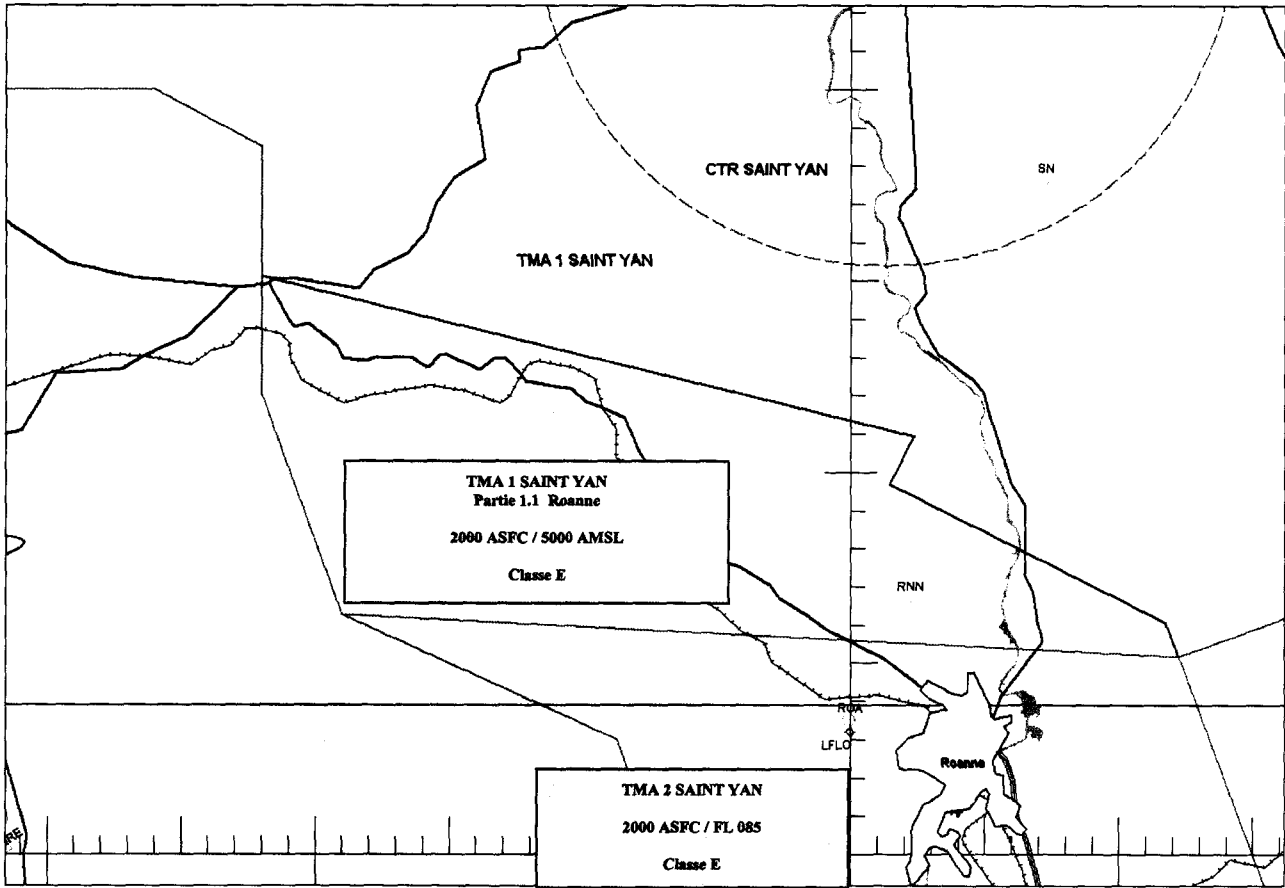 CTR SAINT YAN
SN
TMA 1 SAINT YAN
TMA 1 SAINT YAN
Partie 1.1 Roanne
2000 ASFC / 5000 AMSL
Classe E
RNN
ROA
LFLO
Roanne
TMA 2 SAINT YAN
2000 ASFC / FL 085
Classe E
RE